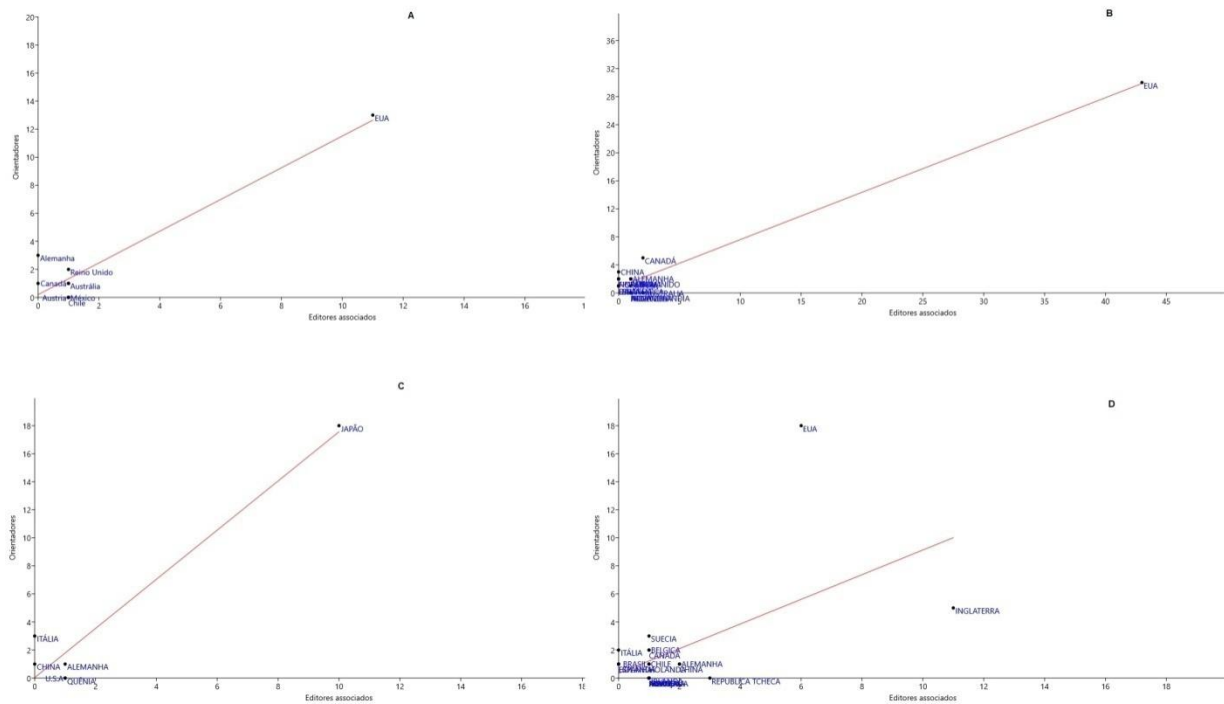 A
20
18
16
14
12
10
8
6
4
2
0
Orientadores
EUA
Alemanha
Reino Unido
Canadá
Austrália
Austria
México
Chile
0 2 4 6 8 10 12 14 16
Editores associados
B
36
32
28
24
20
16
12
8
4
0
Orientadores
EUA
CANADÁ
CHINA
ALEMANHA
0 5 10 15 20 25 30 35 40 45
Editores associados
C
18
16
14
12
10
8
6
4
2
0
Orientadores
JAPÃO
ITÁLIA
CHINA
ALEMANHA
U.S.A
QUÊNIA
0 2 4 6 8 10 12 14 16 18
Editores associados
D
18
16
14
12
10
8
6
4
2
0
Orientadores
EUA
INGLATERRA
SUECIA
ITÁLIA
BELGICA
CANADÁ
BRASIL
CHILE
ALEMANHA
CHINA
REPUBLICA TCHECA
0 2 4 6 8 10 12 14 16 18
Editores associados